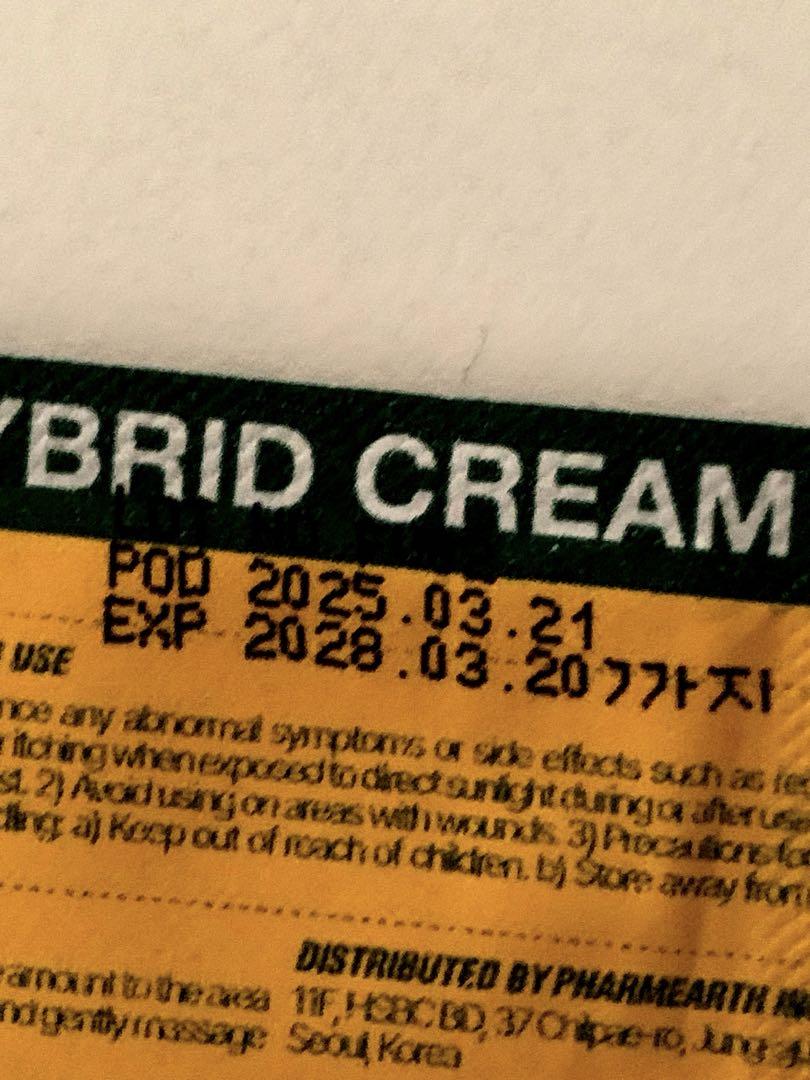 YBRID CREAM
POD 2025.03.21
EXP 2028.03.20까지
USE
any abnormal symptoms or side effects such as
itching when exposed to direct sunlight during or after use
2) Avoid using on areas with wounds. 3) Precautions for
a) Keep out of reach of children. b) Store away from
DISTRIBUTED BY PHARMEARTH
amount to the area
11F, HSBC BD, 37 Chilpae-ro,
and gently massage
Seoul, Korea